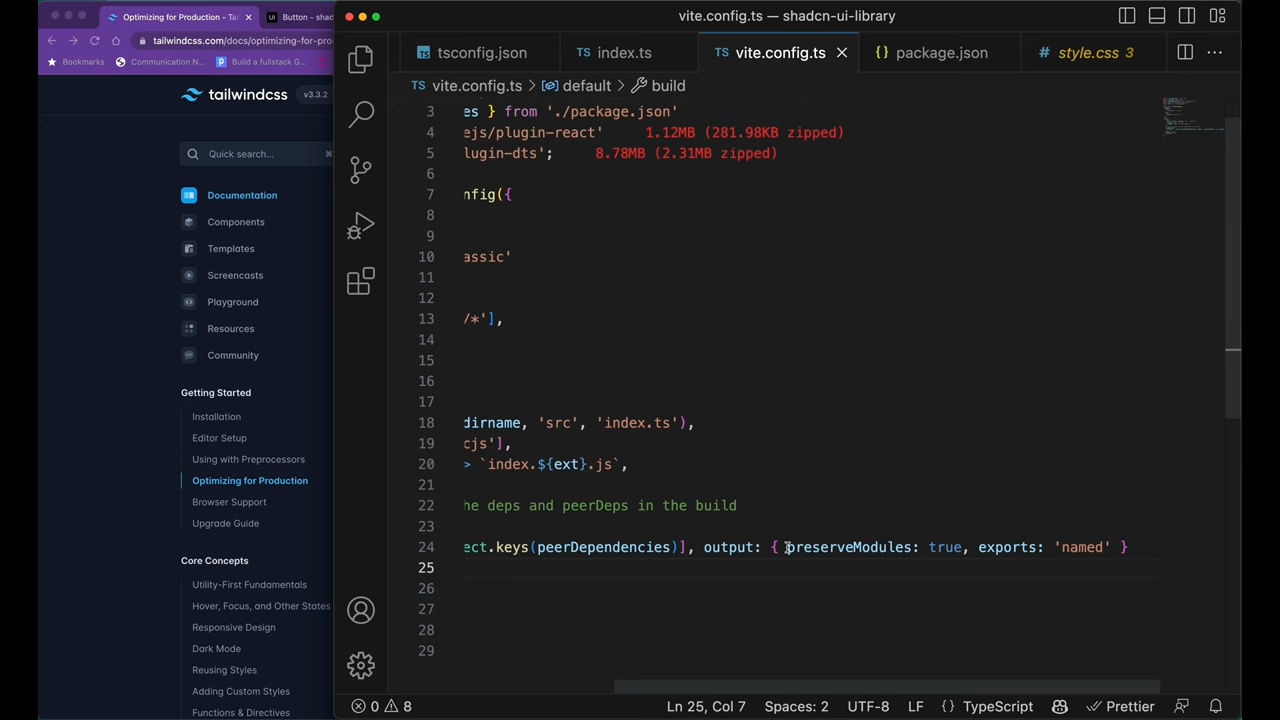 Optimizing for Production - Tai
Button - shad
tailwindcss.com/docs/optimizing-for-pro
Bookmarks
Communication N...
Build a fullstack G...
tailwindcss
v3.3.2
Quick search...
Documentation
Components
Templates
Screencasts
Playground
Resources
Community
Getting Started
Installation
Editor Setup
Using with Preprocessors
Optimizing for Production
Browser Support
Upgrade Guide
Core Concepts
Utility-First Fundamentals
Hover, Focus, and Other States
Responsive Design
Dark Mode
Reusing Styles
Adding Custom Styles
Functions & Directives
vite.config.ts — shadcn-ui-library
tsconfig.json
TS index.ts
TS vite.config.ts
{} package.json
# style.css 3
TS vite.config.ts > default > build
3 es } from './package.json'
4 ejs/plugin-react' 1.12MB (281.98KB zipped)
5 lugin-dts'; 8.78MB (2.31MB zipped)
6
7 nfig({
8
9
10 assic'
11
12
13 /*'],
14
15
16
17
18 dirname, 'src', 'index.ts'),
19 cjs'],
20 > `index.${ext}.js`,
21
22 he deps and peerDeps in the build
23
24 ect.keys(peerDependencies)], output: { preserveModules: true, exports: 'named' }
25
26
27
28
29
0 8
Ln 25, Col 7
Spaces: 2
UTF-8
LF
{} TypeScript
Prettier